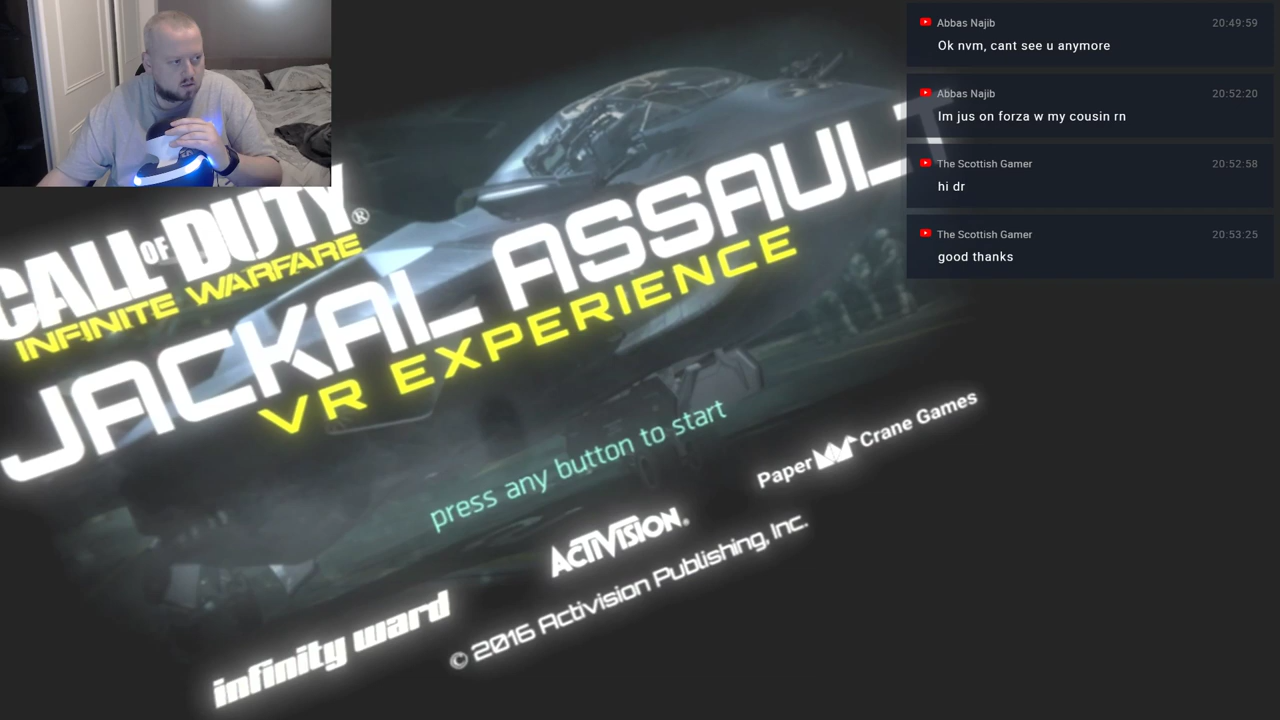 Abbas Najib 20:49:59
Ok nvm, cant see u anymore
Abbas Najib 20:52:20
Im jus on forza w my cousin rn
The Scottish Gamer 20:52:58
hi dr
The Scottish Gamer 20:53:25
good thanks
CALL OF DUTY®
INFINITE WARFARE
JACKAL ASSAULT
VR EXPERIENCE
press any button to start
Paper Crane Games
ACTIVISION®
infinity ward
© 2016 Activision Publishing, Inc.